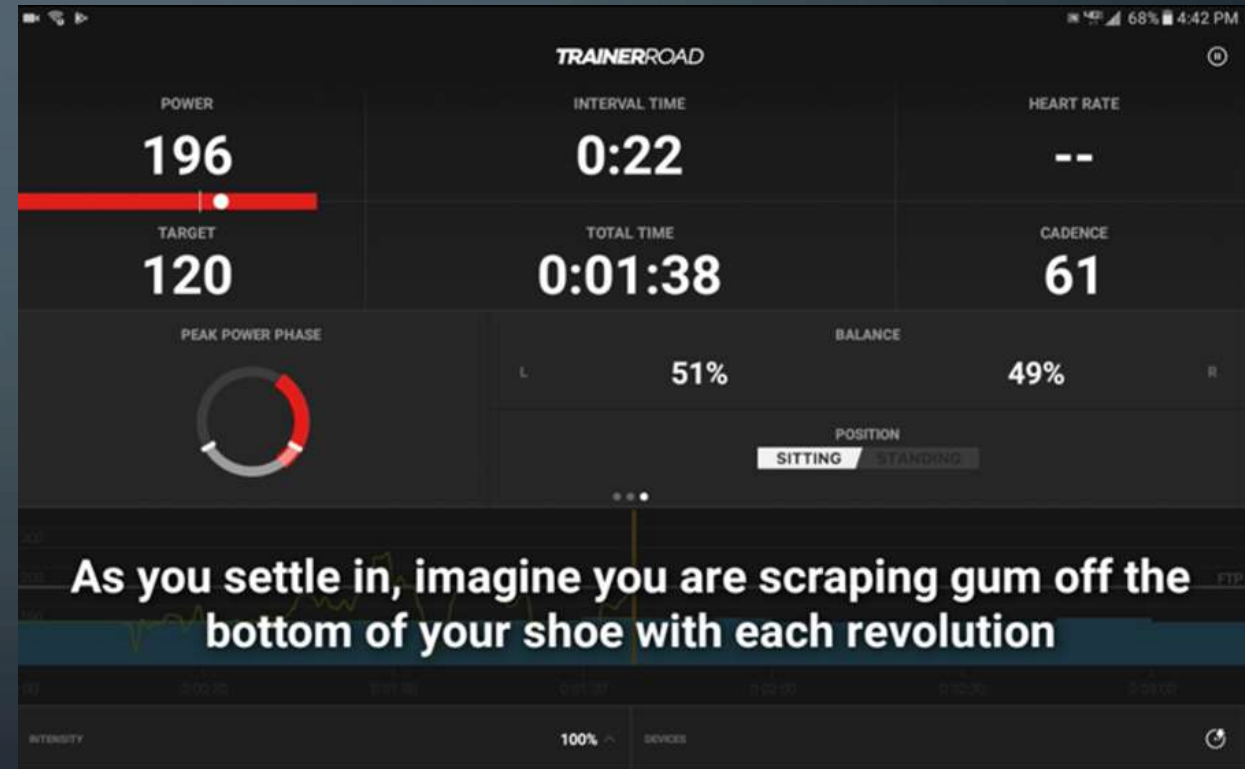 68% 4:42 PM
TRAINERROAD
POWER
INTERVAL TIME
HEART RATE
196
0:22
--
TARGET
TOTAL TIME
CADENCE
120
0:01:38
61
PEAK POWER PHASE
BALANCE
L 51% 49% R
POSITION
SITTING STANDING
As you settle in, imagine you are scraping gum off the
FTP
bottom of your shoe with each revolution
INTENSITY 100% DEVICES